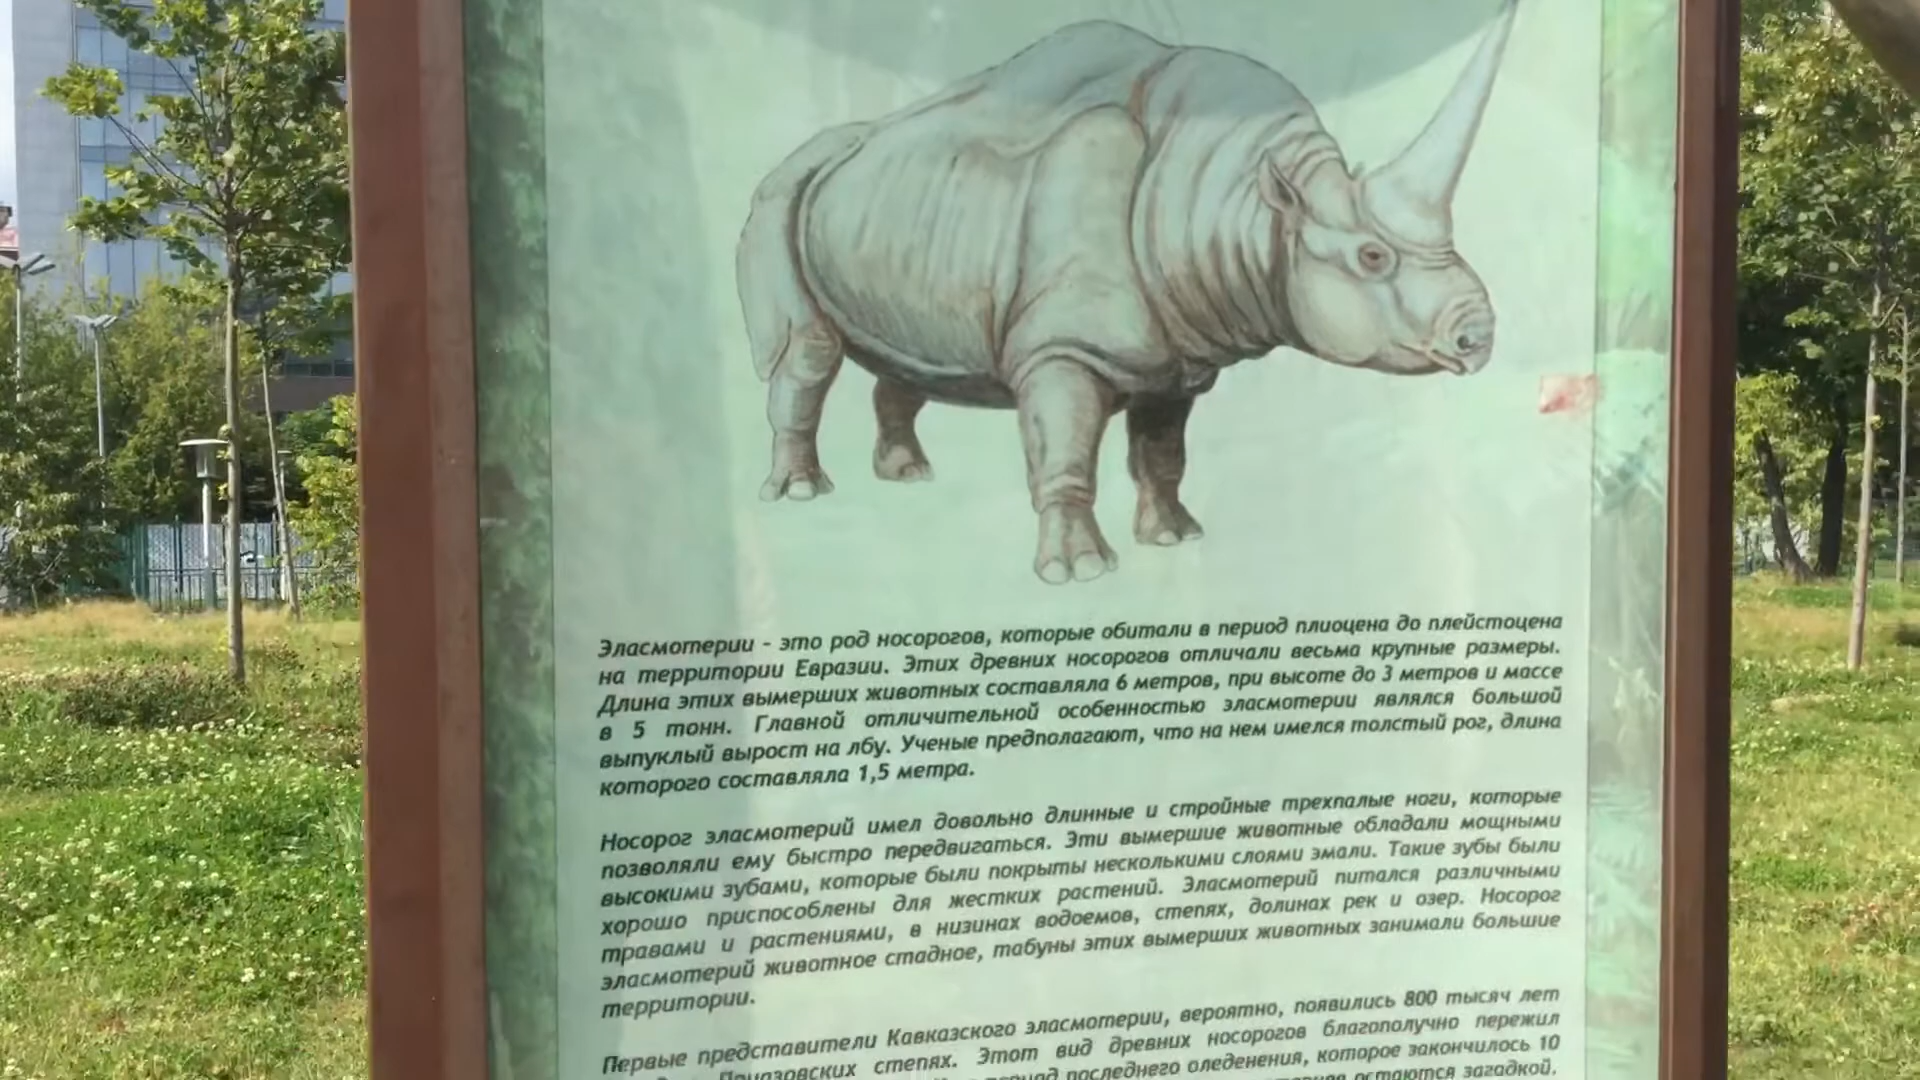 Эласмотерии - это род носорогов, которые обитали в период плиоцена до плейстоцена
на территории Евразии. Этих древних носорогов отличали весьма крупные размеры.
Длина этих вымерших животных составляла 6 метров, при высоте до 3 метров и массе
в 5 тонн. Главной отличительной особенностью эласмотерии являлся большой
выпуклый вырост на лбу. Ученые предполагают, что на нем имелся толстый рог, длина
которого составляла 1,5 метра.
Носорог эласмотерий имел довольно длинные и стройные трехпалые ноги, которые
позволяли ему быстро передвигаться. Эти вымершие животные обладали мощными
высокими зубами, которые были покрыты несколькими слоями эмали. Такие зубы были
хорошо приспособлены для жестких растений. Эласмотерий питался различными
травами и растениями, в низинах водоемов, степях, долинах рек и озер. Носорог
эласмотерий животное стадное, табуны этих вымерших животных занимали большие
территории.
Первые представители Кавказского эласмотерии, вероятно, появились 800 тысяч лет
Приазовских степях. Этот вид древних носорогов благополучно пережил
период последнего оледенения, которое закончилось 10
остаются загадкой.